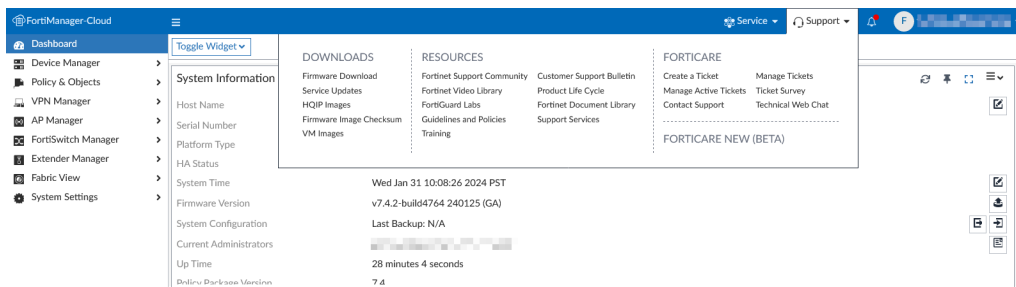 FortiManager-Cloud
Service
Support
F
Dashboard
Device Manager
Policy & Objects
VPN Manager
AP Manager
FortiSwitch Manager
Extender Manager
Fabric View
System Settings
Toggle Widget
DOWNLOADS
Firmware Download
Service Updates
HQIP Images
Firmware Image Checksum
VM Images
RESOURCES
Fortinet Support Community
Customer Support Bulletin
Fortinet Video Library
Product Life Cycle
FortiGuard Labs
Fortinet Document Library
Guidelines and Policies
Support Services
Training
FORTICARE
Create a Ticket
Manage Tickets
Manage Active Tickets
Ticket Survey
Contact Support
Technical Web Chat
FORTICARE NEW (BETA)
System Information
Host Name
Serial Number
Platform Type
HA Status
System Time Wed Jan 31 10:08:26 2024 PST
Firmware Version v7.4.2-build4764 240125 (GA)
System Configuration Last Backup: N/A
Current Administrators
Up Time 28 minutes 4 seconds
Policy Package Version 7.4